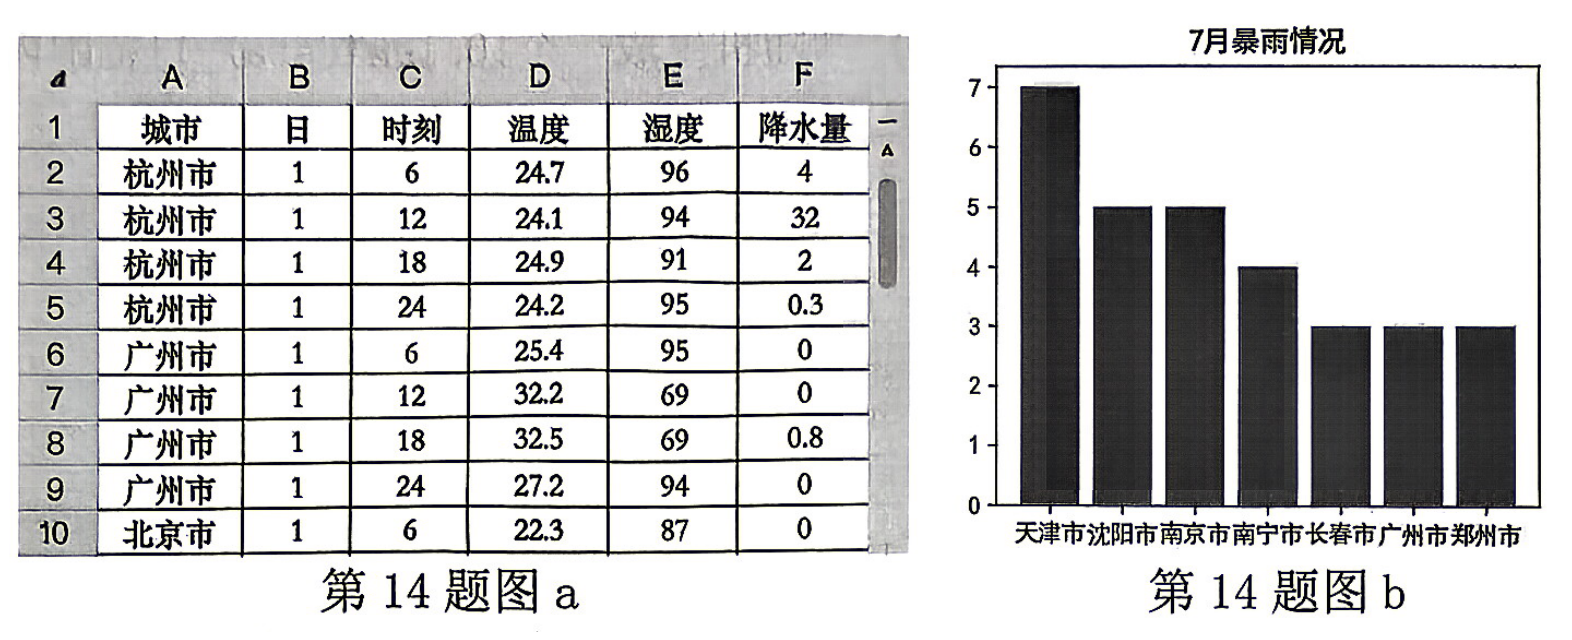 A B C D E F
1 城市 日 时刻 温度 湿度 降水量
2 杭州市 1 6 24.7 96 4
3 杭州市 1 12 24.1 94 32
4 杭州市 1 18 24.9 91 2
5 杭州市 1 24 24.2 95 0.3
6 广州市 1 6 25.4 95 0
7 广州市 1 12 32.2 69 0
8 广州市 1 18 32.5 69 0.8
9 广州市 1 24 27.2 94 0
10 北京市 1 6 22.3 87 0
第 14 题图 a
7月暴雨情况
7
6
5
4
3
2
1
0
天津市 沈阳市 南京市 南宁市 长春市 广州市 郑州市
第 14 题图 b